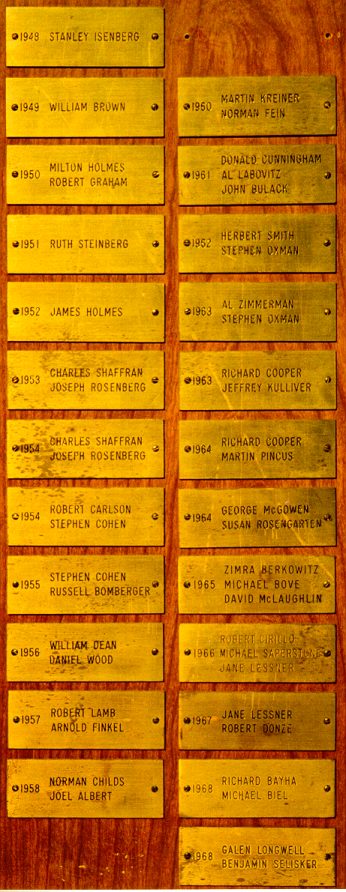 1948 STANLEY ISENBERG
1949 WILLIAM BROWN
1950 MILTON HOLMES
ROBERT GRAHAM
1951 RUTH STEINBERG
1952 JAMES HOLMES
1953 CHARLES SHAFFRAN
JOSEPH ROSENBERG
1954 CHARLES SHAFFRAN
JOSEPH ROSENBERG
1954 ROBERT CARLSON
STEPHEN COHEN
1955 STEPHEN COHEN
RUSSELL BOMBERGER
1956 WILLIAM DEAN
DANIEL WOOD
1957 ROBERT LAMB
ARNOLD FINKEL
1958 NORMAN CHILDS
JOEL ALBERT
1960 MARTIN KREINER
NORMAN FEIN
1961 DONALD CUNNINGHAM
AL LABOVITZ
JOHN BULACK
1952 HERBERT SMITH
STEPHEN OXMAN
1963 AL ZIMMERMAN
STEPHEN OXMAN
1963 RICHARD COOPER
JEFFREY KULLIVER
1964 RICHARD COOPER
MARTIN PINCUS
1964 GEORGE McGOWEN
SUSAN ROSENGARTEN
1965 ZIMRA BERKOWITZ
MICHAEL BOVE
DAVID McLAUGHLIN
1966 ROBERT CIRILLO
MICHAEL SAPERSTONE
JANE LESSNER
1967 JANE LESSNER
ROBERT DONZE
1968 RICHARD BAYHA
MICHAEL BIEL
1968 GALEN LONGWELL
BENJAMIN SELISKER